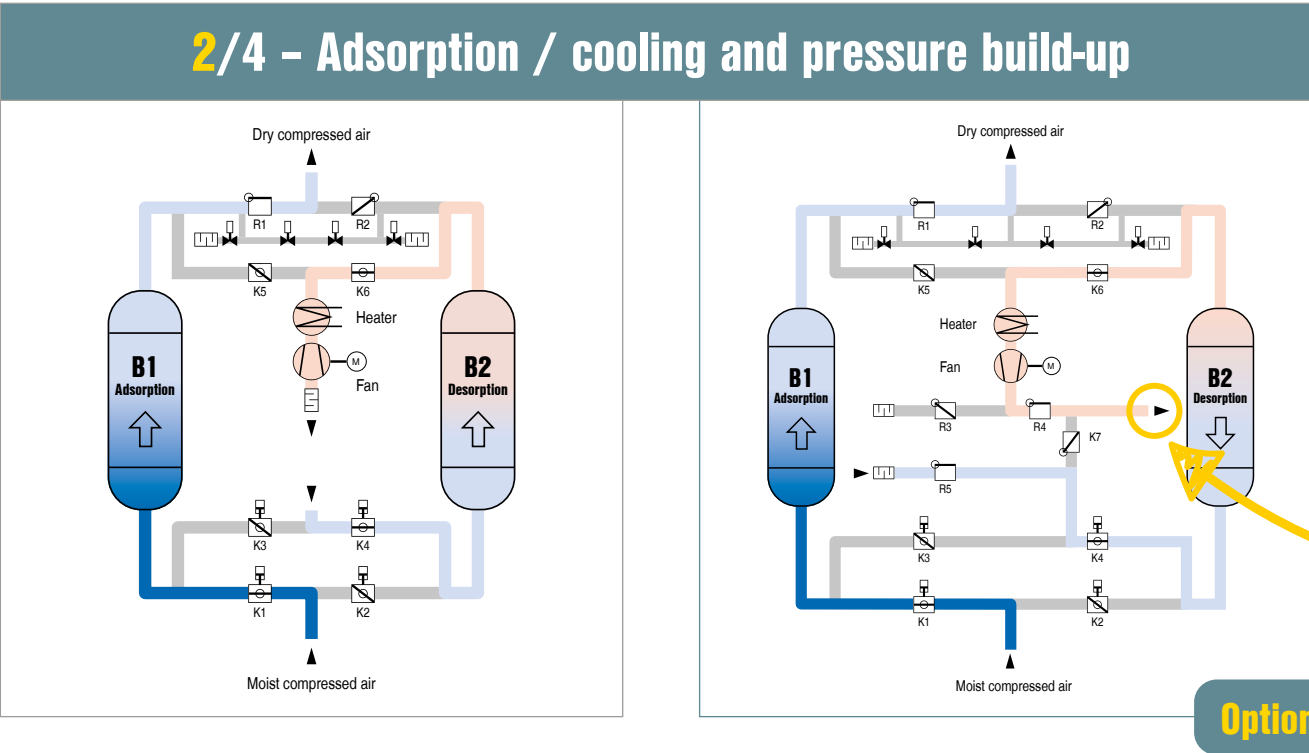 2/4 – Adsorption / cooling and pressure build-up
Dry compressed air
R1
R2
K5
K6
Heater
M
Fan
B1
Adsorption
B2
Desorption
K3
K4
K1
K2
Moist compressed air
Dry compressed air
R1
R2
K5
K6
Heater
Fan
M
B1
Adsorption
B2
Desorption
R3
R4
K7
R5
K3
K4
K1
K2
Moist compressed air